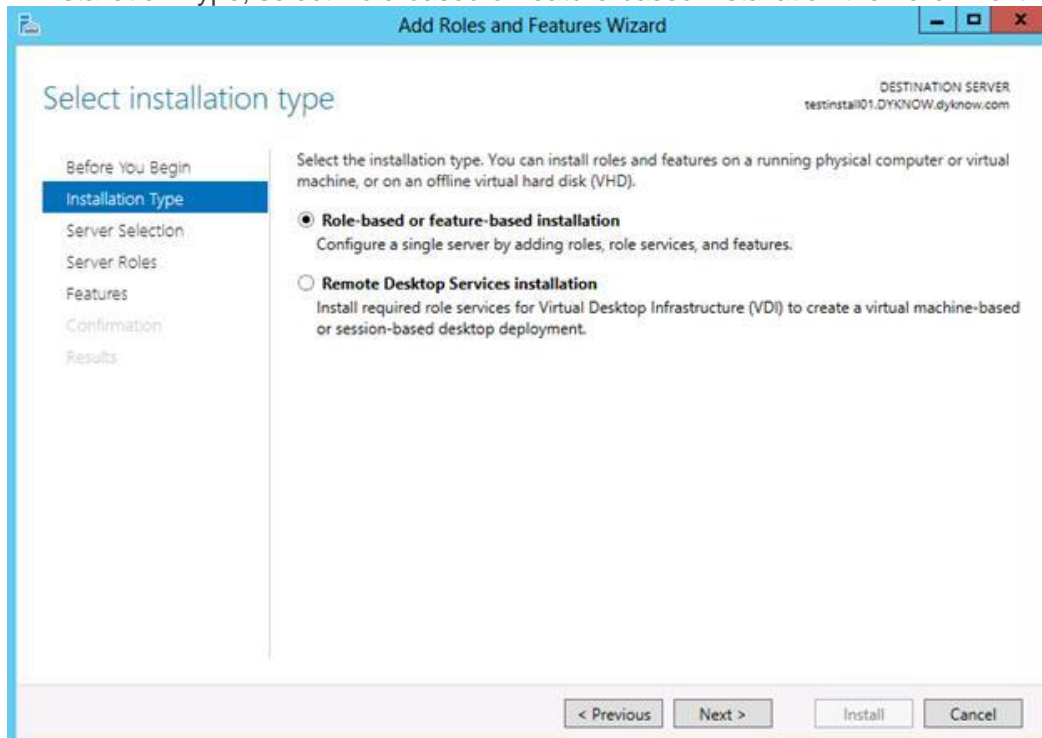 Add Roles and Features Wizard
Select installation type
DESTINATION SERVER
testinstall01.DYKNOW.dyknow.com
Before You Begin
Installation Type
Server Selection
Server Roles
Features
Confirmation
Results
Select the installation type. You can install roles and features on a running physical computer or virtual
machine, or on an offline virtual hard disk (VHD).
Role-based or feature-based installation
Configure a single server by adding roles, role services, and features.
Remote Desktop Services installation
Install required role services for Virtual Desktop Infrastructure (VDI) to create a virtual machine-based
or session-based desktop deployment.
< Previous
Next >
Install
Cancel